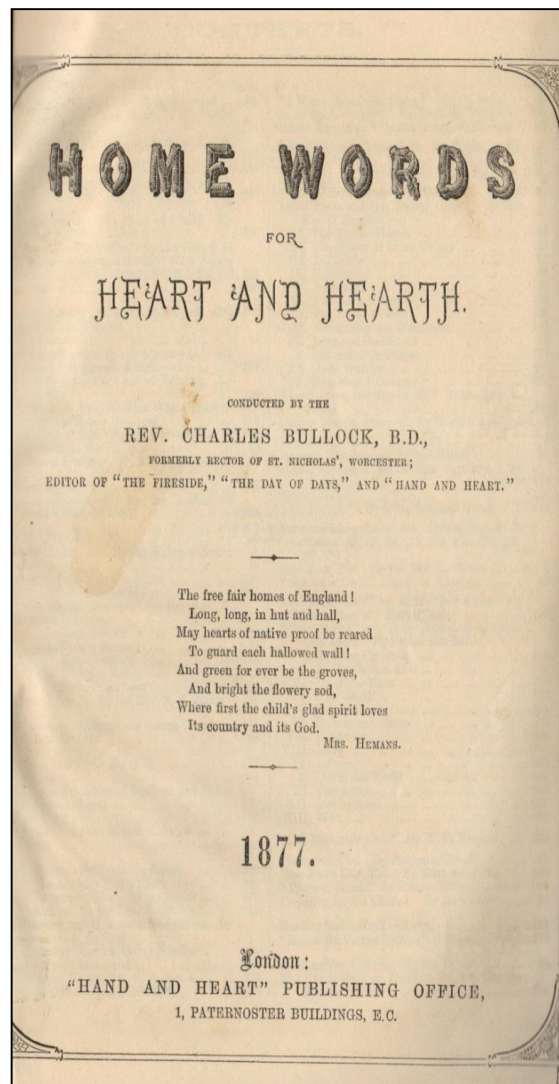 HOME WORDS
FOR
HEART AND HEARTH.
CONDUCTED BY THE
REV. CHARLES BULLOCK, B.D.,
FORMERLY RECTOR OF ST. NICHOLAS', WORCESTER;
EDITOR OF "THE FIRESIDE," "THE DAY OF DAYS," AND "HAND AND HEART."
The free fair homes of England!
Long, long, in hut and hall,
May hearts of native proof be reared
To guard each hallowed wall!
And green for ever be the groves,
And bright the flowery sod,
Where first the child's glad spirit loves
Its country and its God.
MRS. HEMANS.
1877.
London:
"HAND AND HEART" PUBLISHING OFFICE,
1, PATERNOSTER BUILDINGS, E.C.